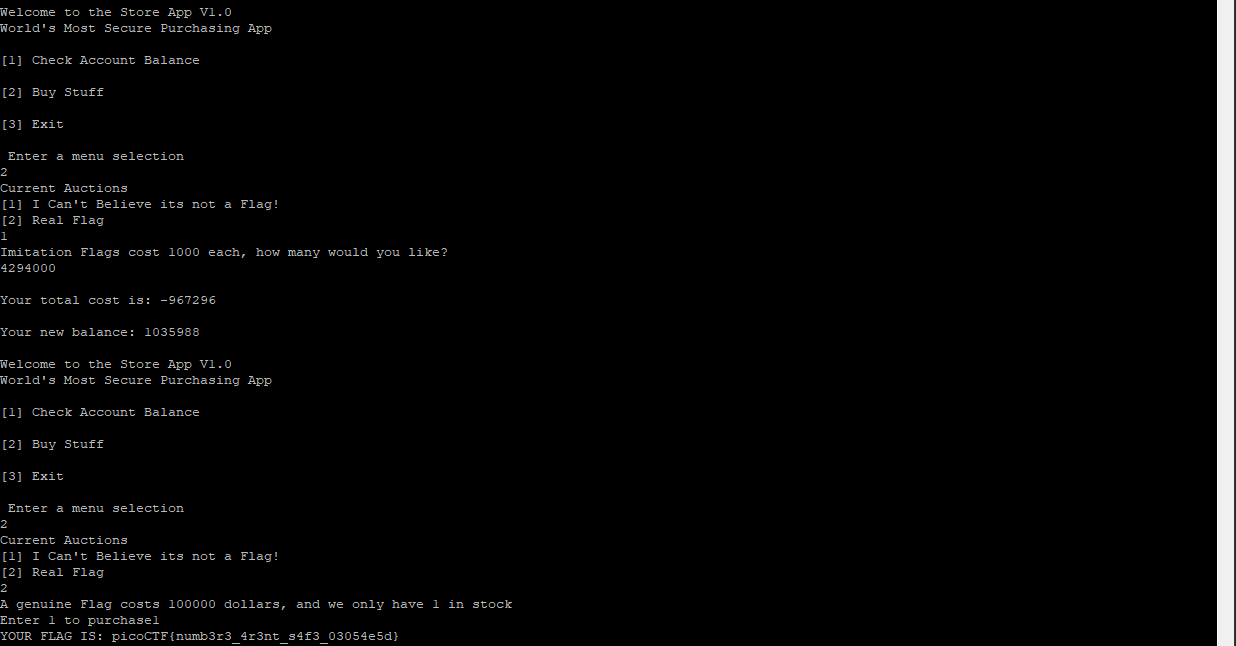 Welcome to the Store App V1.0
World's Most Secure Purchasing App
[1] Check Account Balance
[2] Buy Stuff
[3] Exit
Enter a menu selection
2
Current Auctions
[1] I Can't Believe its not a Flag!
[2] Real Flag
1
Imitation Flags cost 1000 each, how many would you like?
4294000
Your total cost is: -967296
Your new balance: 1035988
Welcome to the Store App V1.0
World's Most Secure Purchasing App
[1] Check Account Balance
[2] Buy Stuff
[3] Exit
Enter a menu selection
2
Current Auctions
[1] I Can't Believe its not a Flag!
[2] Real Flag
2
A genuine Flag costs 100000 dollars, and we only have 1 in stock
Enter 1 to purchase1
YOUR FLAG IS: picoCTF{numb3r3_4r3nt_s4f3_03054e5d}